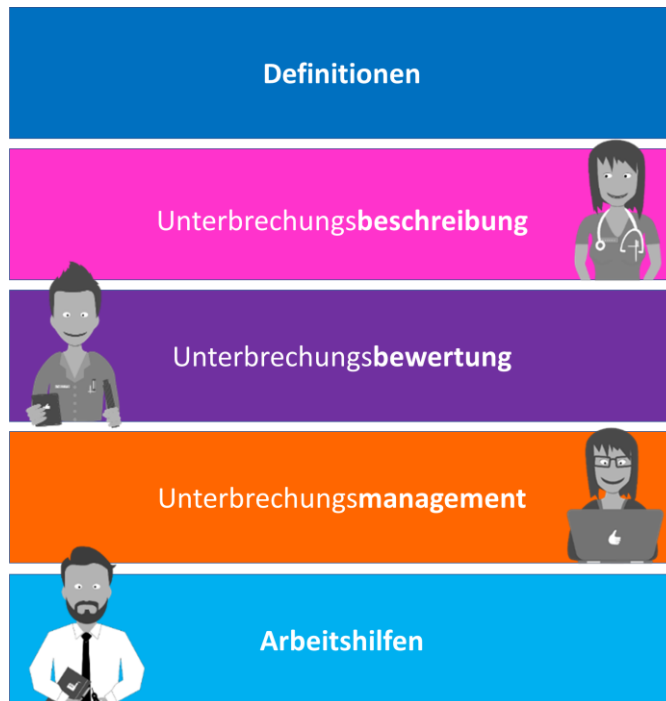 Definitionen
Unterbrechungsbeschreibung
Unterbrechungsbewertung
Unterbrechungsmanagement
Arbeitshilfen